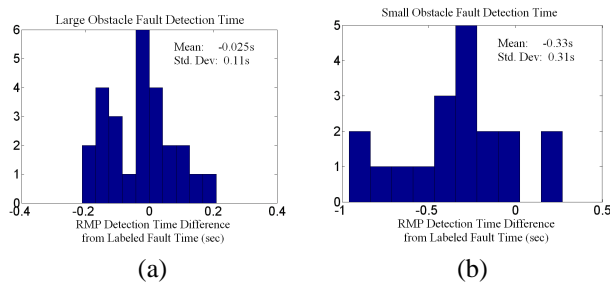 Large Obstacle Fault Detection Time
6
5
4
3
2
1
0
Mean: -0.025s
Std. Dev: 0.11s
-0.4 -0.2 0 0.2 0.4
RMP Detection Time Difference
from Labeled Fault Time (sec)
(a)
Small Obstacle Fault Detection Time
5
4
3
2
1
0
Mean: -0.33s
Std. Dev: 0.31s
-1 -0.5 0 0.5
RMP Detection Time Difference
from Labeled Fault Time (sec)
(b)